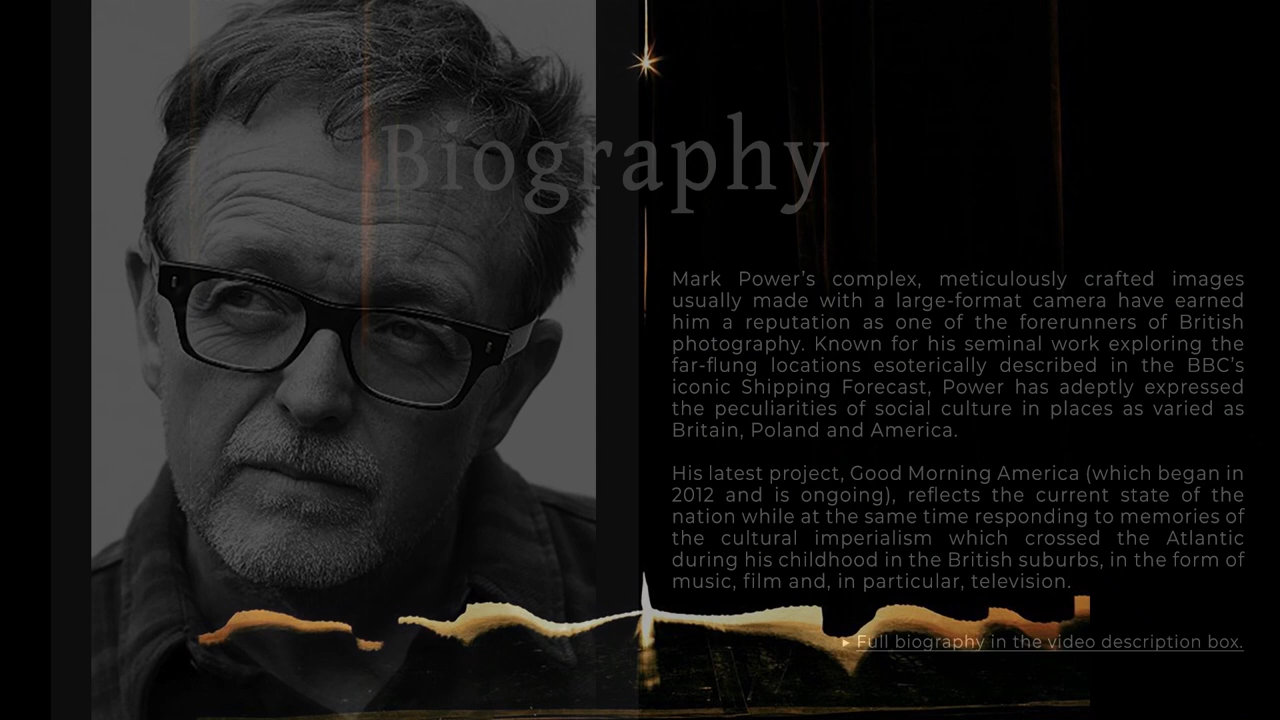 Biography
Mark Power’s complex, meticulously crafted images
usually made with a large-format camera have earned
him a reputation as one of the forerunners of British
photography. Known for his seminal work exploring the
far-flung locations esoterically described in the BBC’s
iconic Shipping Forecast, Power has adeptly expressed
the peculiarities of social culture in places as varied as
Britain, Poland and America.
His latest project, Good Morning America (which began in
2012 and is ongoing), reflects the current state of the
nation while at the same time responding to memories of
the cultural imperialism which crossed the Atlantic
during his childhood in the British suburbs, in the form of
music, film and, in particular, television.
▸ Full biography in the video description box.